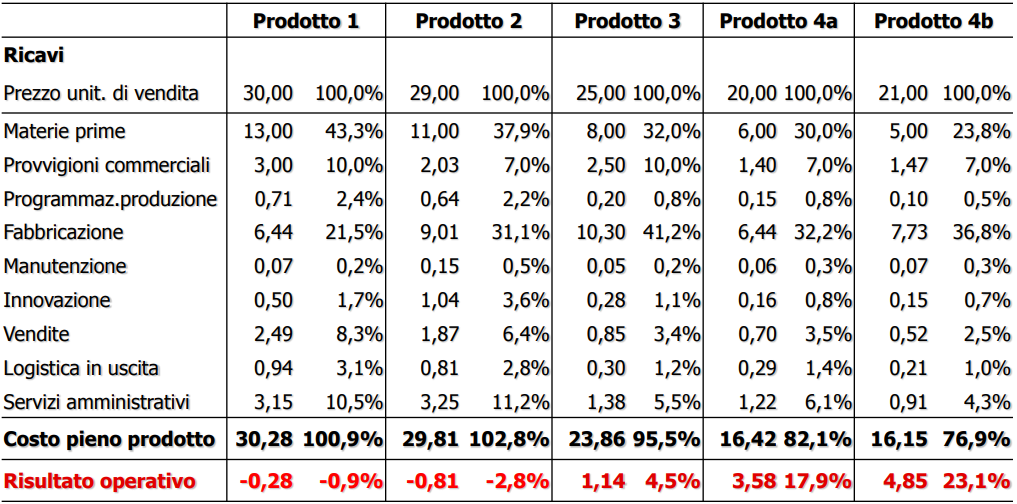 Prodotto 1 Prodotto 2 Prodotto 3 Prodotto 4a Prodotto 4b
Ricavi
Prezzo unit. di vendita 30,00 100,0% 29,00 100,0% 25,00 100,0% 20,00 100,0% 21,00 100,0%
Materie prime 13,00 43,3% 11,00 37,9% 8,00 32,0% 6,00 30,0% 5,00 23,8%
Provvigioni commerciali 3,00 10,0% 2,03 7,0% 2,50 10,0% 1,40 7,0% 1,47 7,0%
Programmaz.produzione 0,71 2,4% 0,64 2,2% 0,20 0,8% 0,15 0,8% 0,10 0,5%
Fabbricazione 6,44 21,5% 9,01 31,1% 10,30 41,2% 6,44 32,2% 7,73 36,8%
Manutenzione 0,07 0,2% 0,15 0,5% 0,05 0,2% 0,06 0,3% 0,07 0,3%
Innovazione 0,50 1,7% 1,04 3,6% 0,28 1,1% 0,16 0,8% 0,15 0,7%
Vendite 2,49 8,3% 1,87 6,4% 0,85 3,4% 0,70 3,5% 0,52 2,5%
Logistica in uscita 0,94 3,1% 0,81 2,8% 0,30 1,2% 0,29 1,4% 0,21 1,0%
Servizi amministrativi 3,15 10,5% 3,25 11,2% 1,38 5,5% 1,22 6,1% 0,91 4,3%
Costo pieno prodotto 30,28 100,9% 29,81 102,8% 23,86 95,5% 16,42 82,1% 16,15 76,9%
Risultato operativo -0,28 -0,9% -0,81 -2,8% 1,14 4,5% 3,58 17,9% 4,85 23,1%